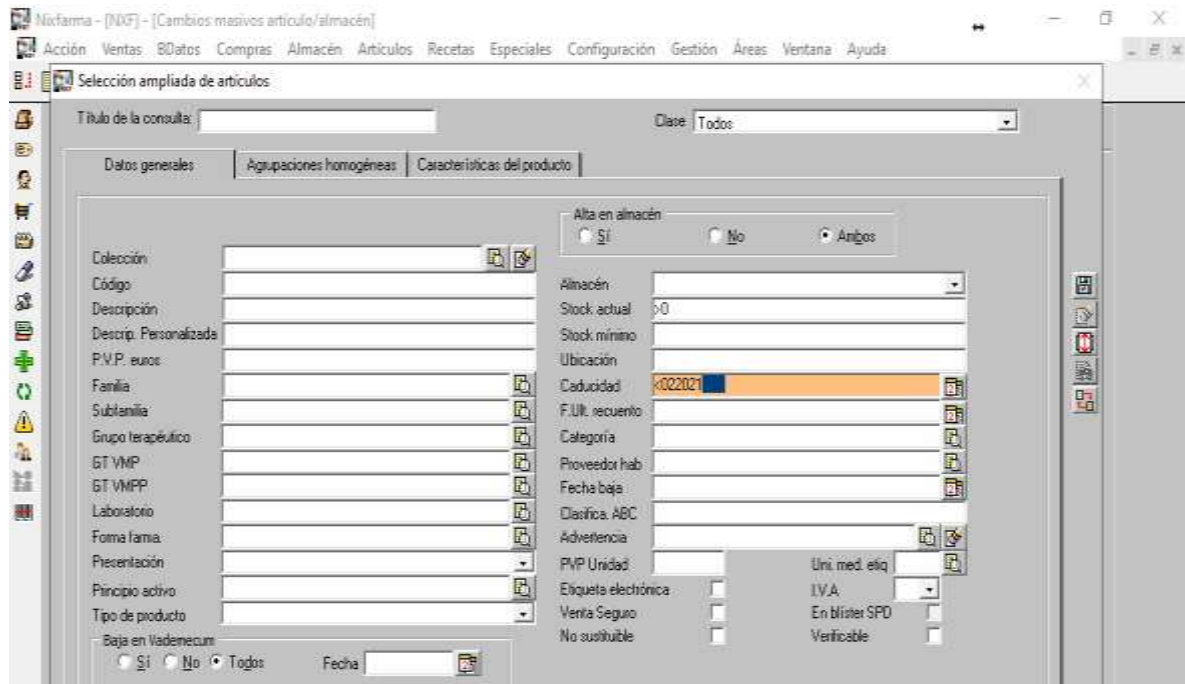 Nixfarma - [NXF] - [Cambios masivos artículo/almacén]
Acción Ventas BDatos Compras Almacén Artículos Recetas Especiales Configuración Gestión Áreas Ventana Ayuda
Selección ampliada de artículos
Título de la consulta: Clase Todos
Datos generales Agrupaciones homogéneas Características del producto
Alta en almacén
Sí No Ambos
Colección
Código Almacén
Descripción Stock actual >0
Descrip. Personalizada Stock mínimo
P.V.P. euros Ubicación
Familia Caducidad <022021
Subfamilia F.Ult. recuento
Grupo terapéutico Categoría
GT VMP Proveedor hab
GT VMPP Fecha baja
Laboratorio Clasifica. ABC
Forma farma. Advertencia
Presentación PVP Unidad Uni. med. etiq
Principio activo Etiqueta electrónica I.V.A
Tipo de producto Venta Seguro En blíster SPD
Baja en Vademecum No sustituible Verificable
Sí No Todos Fecha